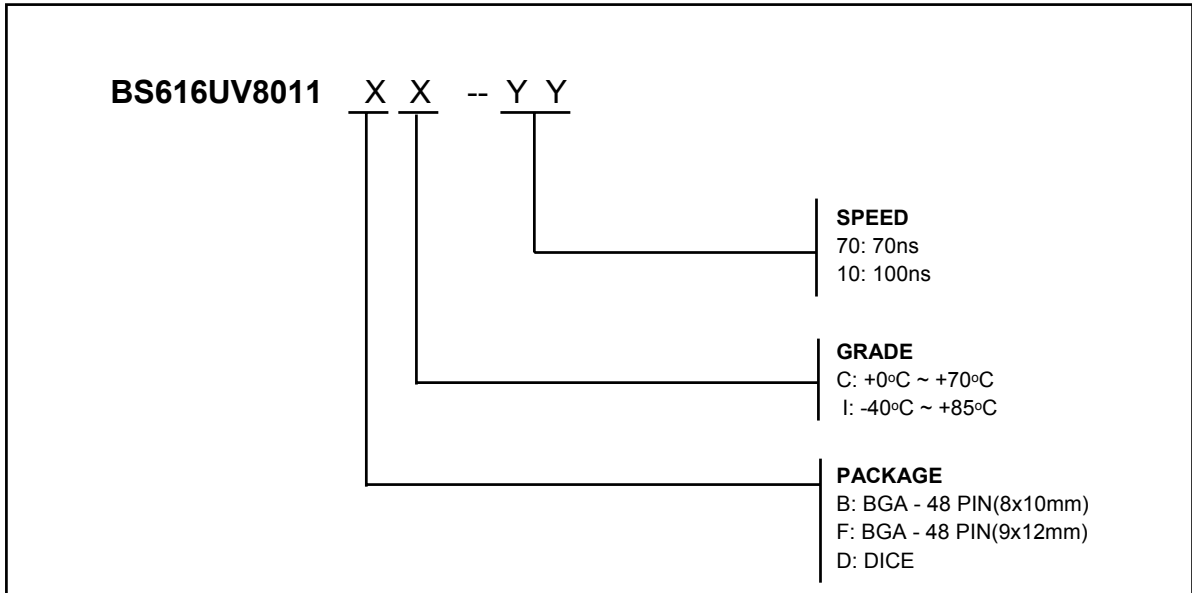 BS616UV8011 X X -- Y Y
SPEED
70: 70ns
10: 100ns
GRADE
C: +0oC ~ +70oC
I: -40oC ~ +85oC
PACKAGE
B: BGA - 48 PIN(8x10mm)
F: BGA - 48 PIN(9x12mm)
D: DICE